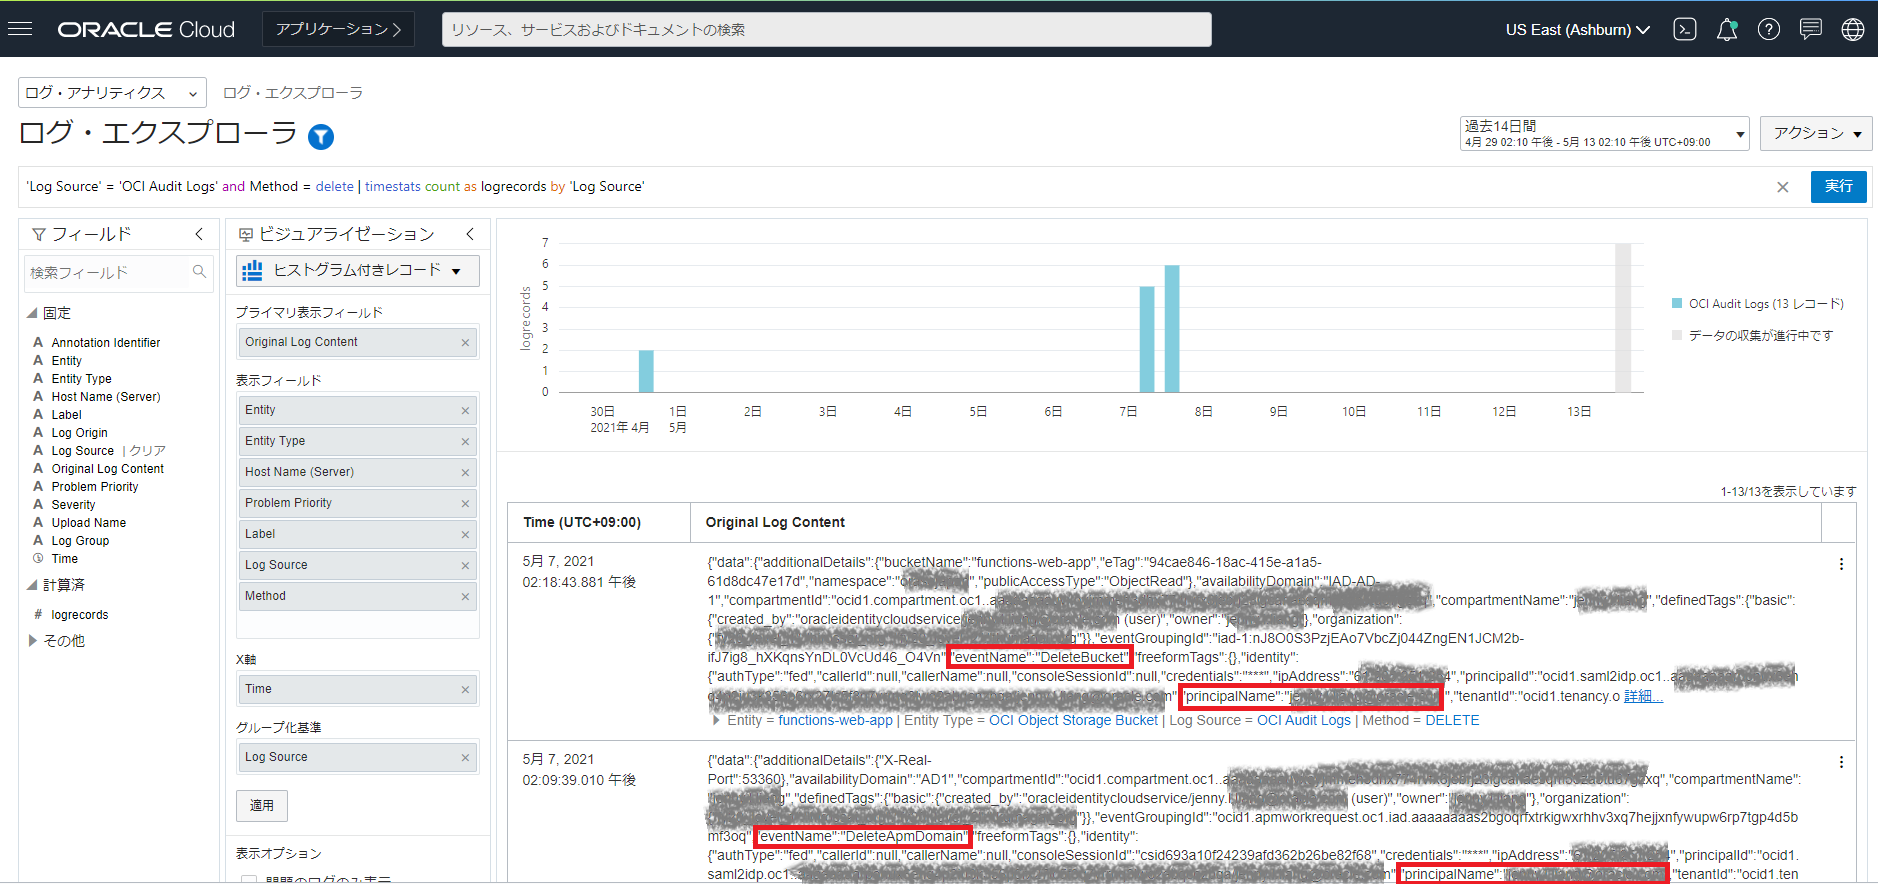 ORACLE Cloud
アプリケーション
リソース、サービスおよびドキュメントの検索
US East (Ashburn)
ログ・アナリティクス
ログ・エクスプローラ
ログ・エクスプローラ
過去14日間
4月 29 02:10 午後 - 5月 13 02:10 午後 UTC+09:00
アクション
'Log Source' = 'OCI Audit Logs' and Method = delete | timestats count as logrecords by 'Log Source'
実行
フィールド
検索フィールド
固定
Annotation Identifier
Entity
Entity Type
Host Name (Server)
Label
Log Origin
Log Source | クリア
Original Log Content
Problem Priority
Severity
Upload Name
Log Group
Time
計算済
# logrecords
その他
ビジュアライゼーション
ヒストグラム付きレコード
プライマリ表示フィールド
Original Log Content
表示フィールド
Entity
Entity Type
Host Name (Server)
Problem Priority
Label
Log Source
Method
X軸
Time
グループ化基準
Log Source
適用
表示オプション
問題のログのみ表示
logrecords
7
6
5
4
3
2
1
0
30日
1日
2日
3日
4日
5日
6日
7日
8日
9日
10日
11日
12日
13日
2021年 4月
5月
OCI Audit Logs (13 レコード)
データの収集が進行中です
1-13/13を表示しています
Time (UTC+09:00)
Original Log Content
5月 7, 2021
02:18:43.881 午後
{"data":{"additionalDetails":{"bucketName":"functions-web-app","eTag":"94cae846-18ac-415e-a1a5-
61d8dc47e17d","namespace":" ","publicAccessType":"ObjectRead"},"availabilityDomain":"IAD-AD-
1","compartmentId":"ocid1.compartment.oc1.. ","compartmentName":" ","definedTags":{"basic":
{"created_by":"oracleidentitycloudservice/ (user)","owner":" "},"organization":
{" "}},"eventGroupingId":"iad-1:nJ8O0S3PzjEAo7VbcZj044ZngEN1JCM2b-
ifJ7ig8_hXKqnsYnDL0VcUd46_O4Vn","eventName":"DeleteBucket","freeformTags":{},"identity":
{"authType":"fed","callerId":null,"callerName":null,"consoleSessionId":null,"credentials":"***","ipAddress":" ","principalId":"ocid1.saml2idp.oc1..
"principalName":" ","tenantId":"ocid1.tenancy.o 詳細...
Entity = functions-web-app | Entity Type = OCI Object Storage Bucket | Log Source = OCI Audit Logs | Method = DELETE
5月 7, 2021
02:09:39.010 午後
{"data":{"additionalDetails":{"X-Real-
Port":53360},"availabilityDomain":"AD1","compartmentId":"ocid1.compartment.oc1.. ","compartmentName":
" ","definedTags":{"basic":{"created_by":"oracleidentitycloudservice/jenny. (user)","owner":" "},"organization":
"}},"eventGroupingId":"ocid1.apmworkrequest.oc1.iad.aaaaaaaas2bgoqrfxtrkigwxrhhv3xq7hejjxnfywupw6rp7tgp4d5b
mf3oq","eventName":"DeleteApmDomain","freeformTags":{},"identity":
{"authType":"fed","callerId":null,"callerName":null,"consoleSessionId":"csid693a10f24239afd362b26be82f68","credentials":"***","ipAddress":" ","principalId":"ocid1.
saml2idp.oc1.. ","principalName":" ","tenantId":"ocid1.ten